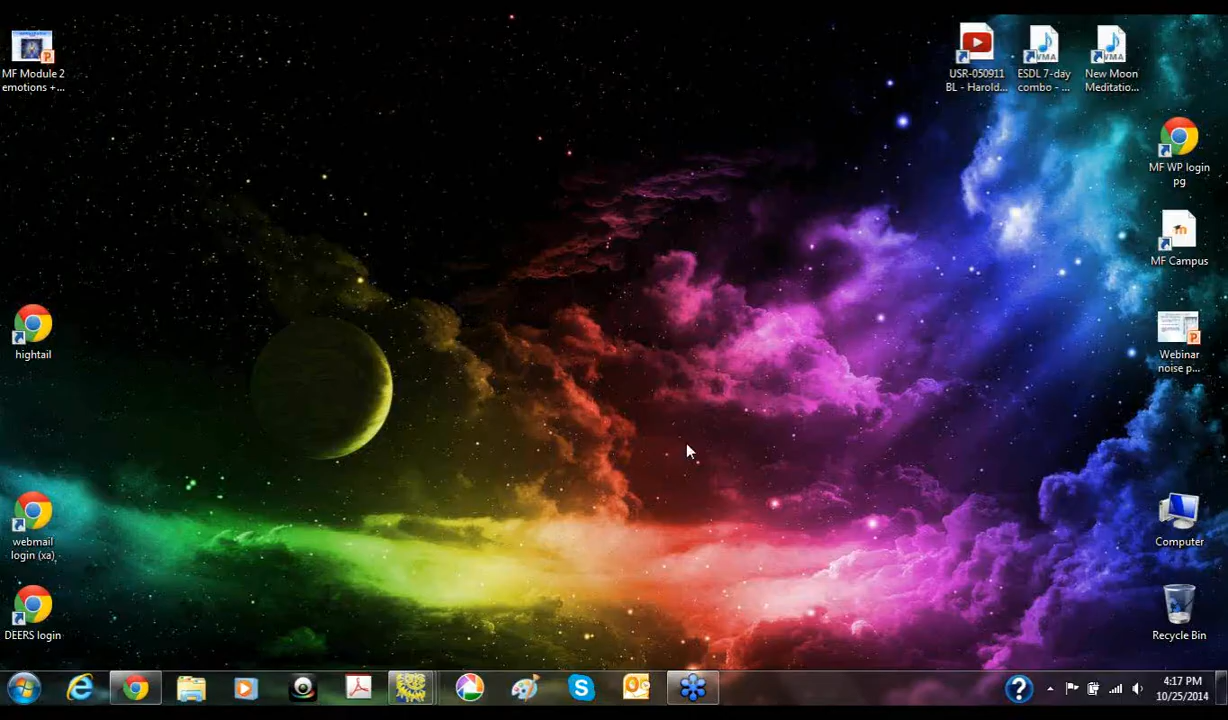 MF Module 2
emotions +...
USR-050911
BL - Harold...
ESDL 7-day
combo - ...
New Moon
Meditatio...
MF WP login
pg
MF Campus
hightail
Webinar
noise p...
webmail
login (xa)
Computer
DEERS login
Recycle Bin
4:17 PM
10/25/2014